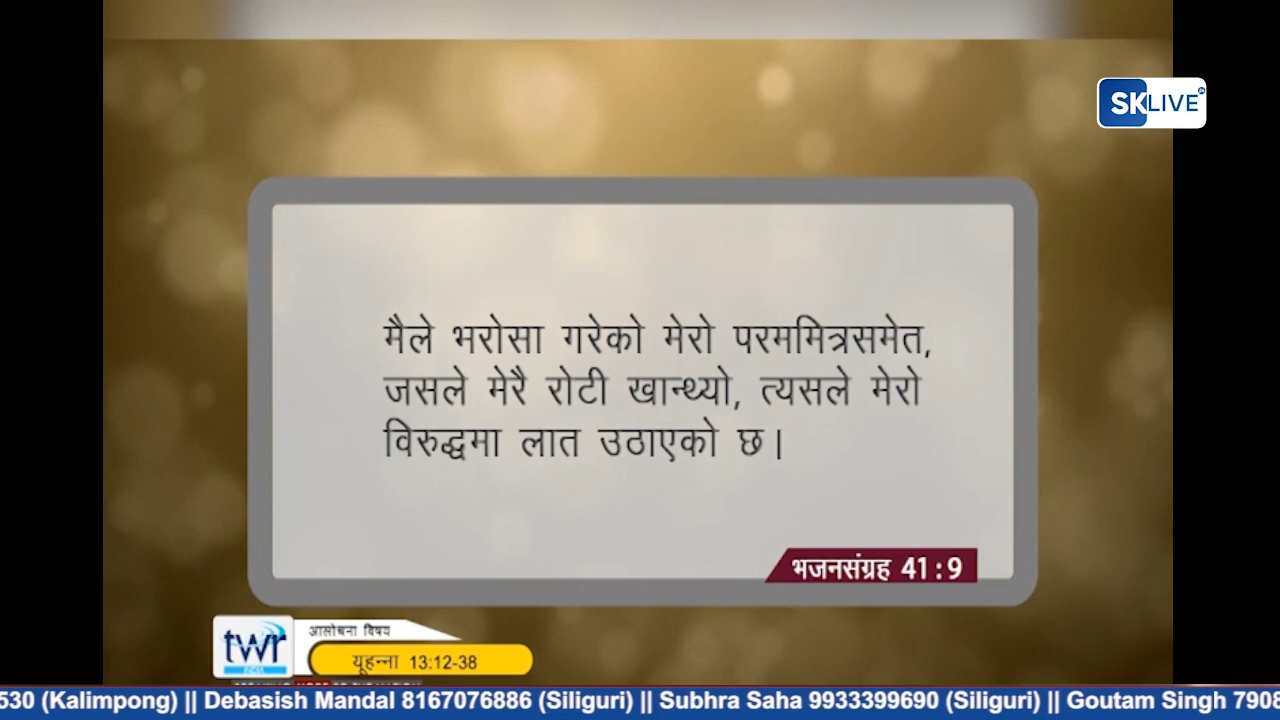 SKLIVE
मैले भरोसा गरेको मेरो परममित्रसमेत,
जसले मेरै रोटी खान्थ्यो, त्यसले मेरो
विरुद्धमा लात उठाएको छ।
भजनसंग्रह 41:9
twr
INDIA
आलोचना विषय
यूहन्ना 13:12-38
530 (Kalimpong) || Debasish Mandal 8167076886 (Siliguri) || Subhra Saha 9933399690 (Siliguri) || Goutam Singh 7908